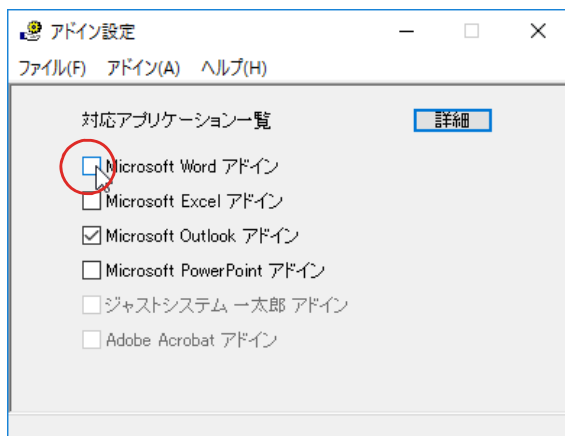 アドイン設定
ファイル(F) アドイン(A) ヘルプ(H)
対応アプリケーション一覧 詳細
Microsoft Word アドイン
Microsoft Excel アドイン
Microsoft Outlook アドイン
Microsoft PowerPoint アドイン
ジャストシステム 一太郎 アドイン
Adobe Acrobat アドイン